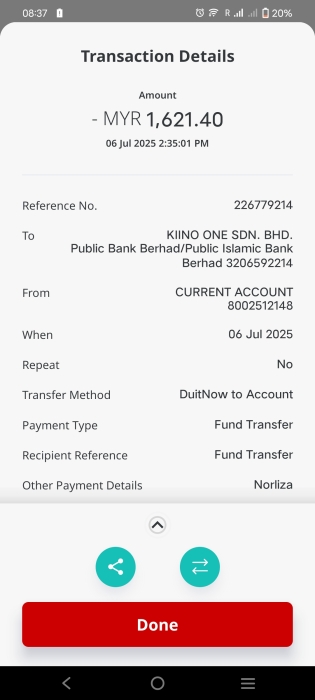 08:37 R 20%
Transaction Details
Amount
- MYR 1,621.40
06 Jul 2025 2:35:01 PM
Reference No. 226779214
To KIINO ONE SDN. BHD.
Public Bank Berhad/Public Islamic Bank
Berhad 3206592214
From CURRENT ACCOUNT
8002512148
When 06 Jul 2025
Repeat No
Transfer Method DuitNow to Account
Payment Type Fund Transfer
Recipient Reference Fund Transfer
Other Payment Details Norliza
Done